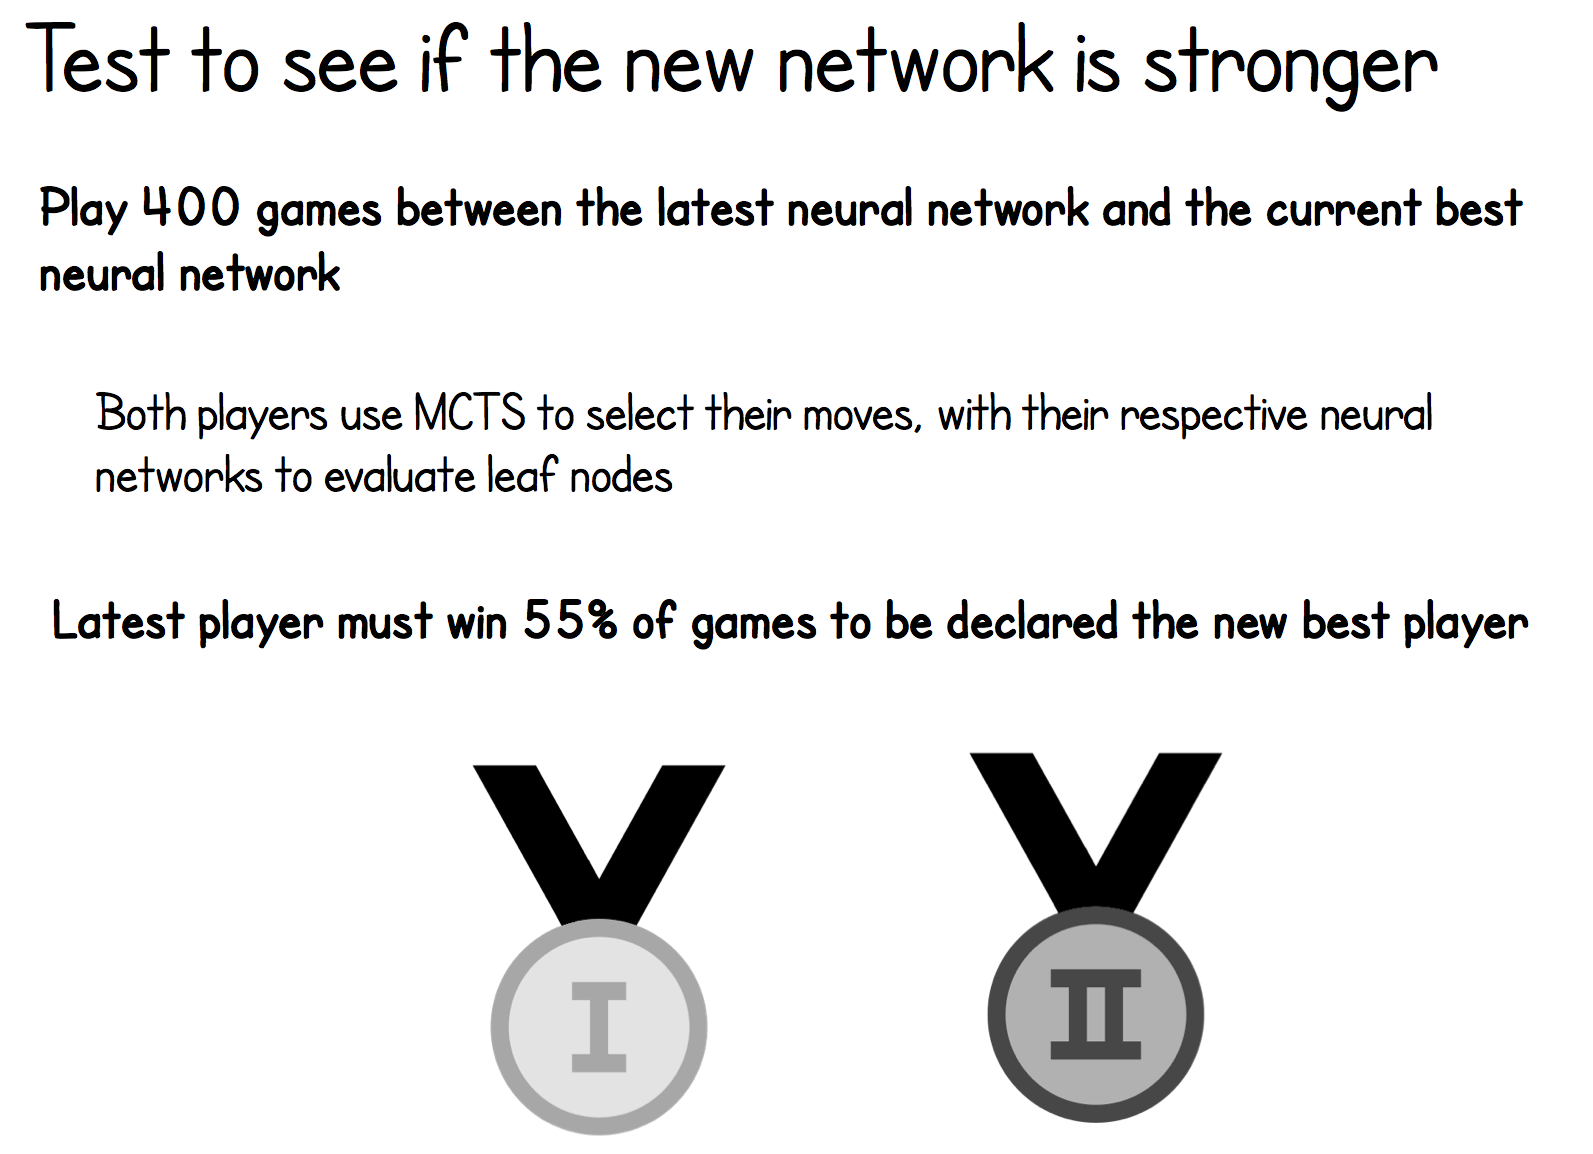 Test to see if the new network is stronger
Play 400 games between the latest neural network and the current best
neural network
Both players use MCTS to select their moves, with their respective neural
networks to evaluate leaf nodes
Latest player must win 55% of games to be declared the new best player
I
II